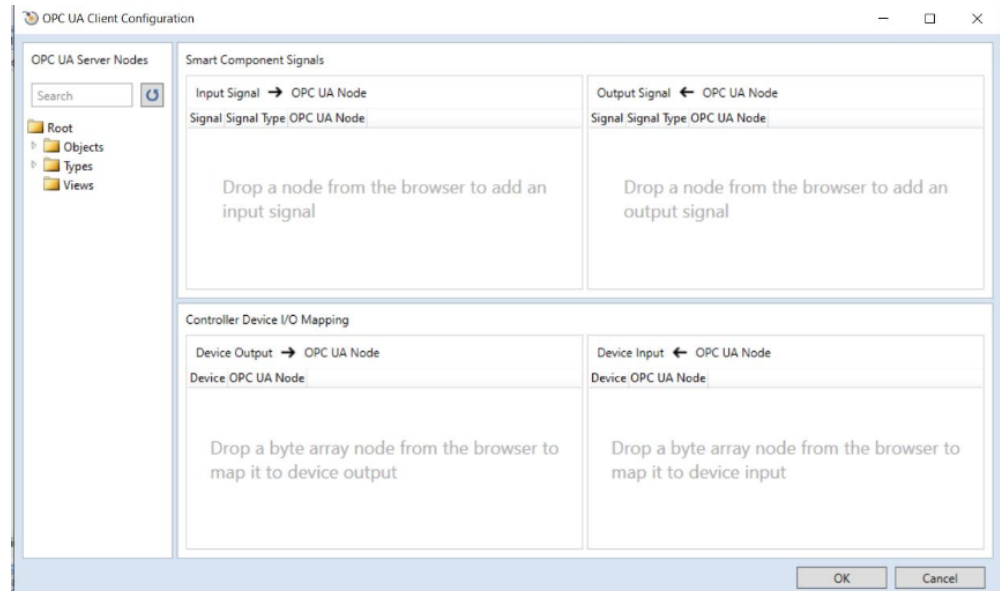 OPC UA Client Configuration
OPC UA Server Nodes
Search
Root
Objects
Types
Views
Smart Component Signals
Input Signal → OPC UA Node
Signal Signal Type OPC UA Node
Drop a node from the browser to add an
input signal
Output Signal ← OPC UA Node
Signal Signal Type OPC UA Node
Drop a node from the browser to add an
output signal
Controller Device I/O Mapping
Device Output → OPC UA Node
Device OPC UA Node
Drop a byte array node from the browser to
map it to device output
Device Input ← OPC UA Node
Device OPC UA Node
Drop a byte array node from the browser to
map it to device input
OK
Cancel